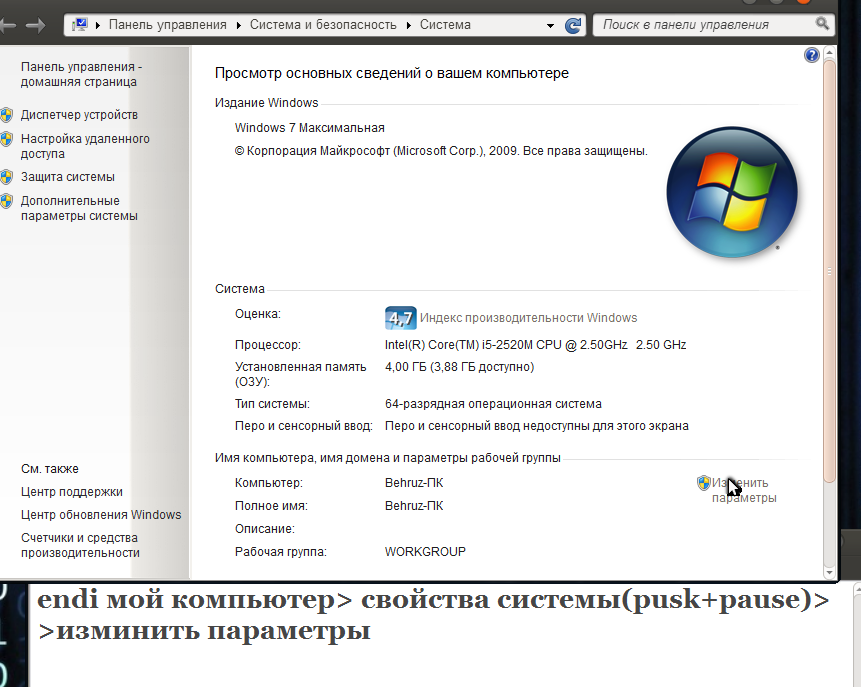 Панель управления
Система и безопасность
Система
Поиск в панели управления
Панель управления -
домашняя страница
Диспетчер устройств
Настройка удаленного
доступа
Защита системы
Дополнительные
параметры системы
См. также
Центр поддержки
Центр обновления Windows
Счетчики и средства
производительности
Просмотр основных сведений о вашем компьютере
Издание Windows
Windows 7 Максимальная
© Корпорация Майкрософт (Microsoft Corp.), 2009. Все права защищены.
Система
Оценка: 4,7 Индекс производительности Windows
Процессор: Intel(R) Core(TM) i5-2520M CPU @ 2.50GHz 2.50 GHz
Установленная память 4,00 ГБ (3,88 ГБ доступно)
(ОЗУ):
Тип системы: 64-разрядная операционная система
Перо и сенсорный ввод: Перо и сенсорный ввод недоступны для этого экрана
Имя компьютера, имя домена и параметры рабочей группы
Компьютер: Behruz-ПК
Изменить
параметры
Полное имя: Behruz-ПК
Описание:
Рабочая группа: WORKGROUP
endi мой компьютер> свойства системы(pusk+pause)>
>изминить параметры